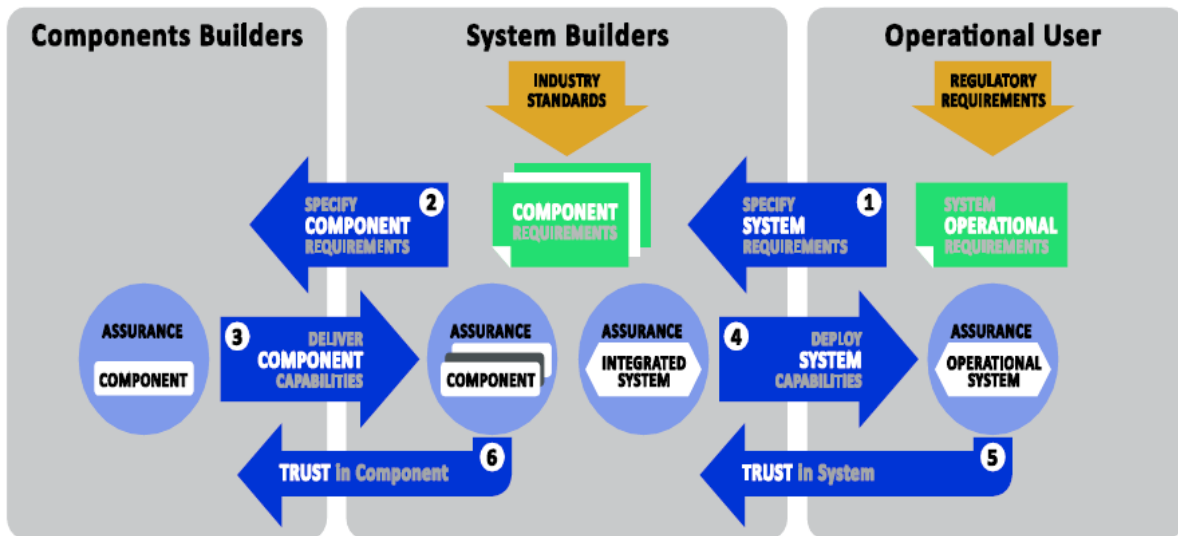 Components Builders
System Builders
Operational User
INDUSTRY
STANDARDS
REGULATORY
REQUIREMENTS
SPECIFY
COMPONENT
REQUIREMENTS
2
COMPONENT
REQUIREMENTS
SPECIFY
SYSTEM
REQUIREMENTS
1
SYSTEM
OPERATIONAL
REQUIREMENTS
ASSURANCE
COMPONENT
3
DELIVER
COMPONENT
CAPABILITIES
ASSURANCE
COMPONENT
ASSURANCE
INTEGRATED
SYSTEM
4
DEPLOY
SYSTEM
CAPABILITIES
ASSURANCE
OPERATIONAL
SYSTEM
TRUST in Component
6
TRUST in System
5